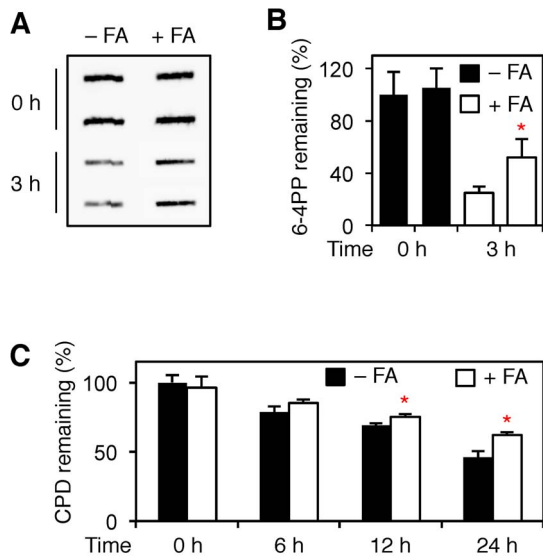 A
– FA + FA
0 h
3 h
B
6-4PP remaining (%)
120
80
40
0
– FA
+ FA
*
Time 0 h 3 h
C
CPD remaining (%)
100
50
0
– FA + FA
*
*
Time 0 h 6 h 12 h 24 h